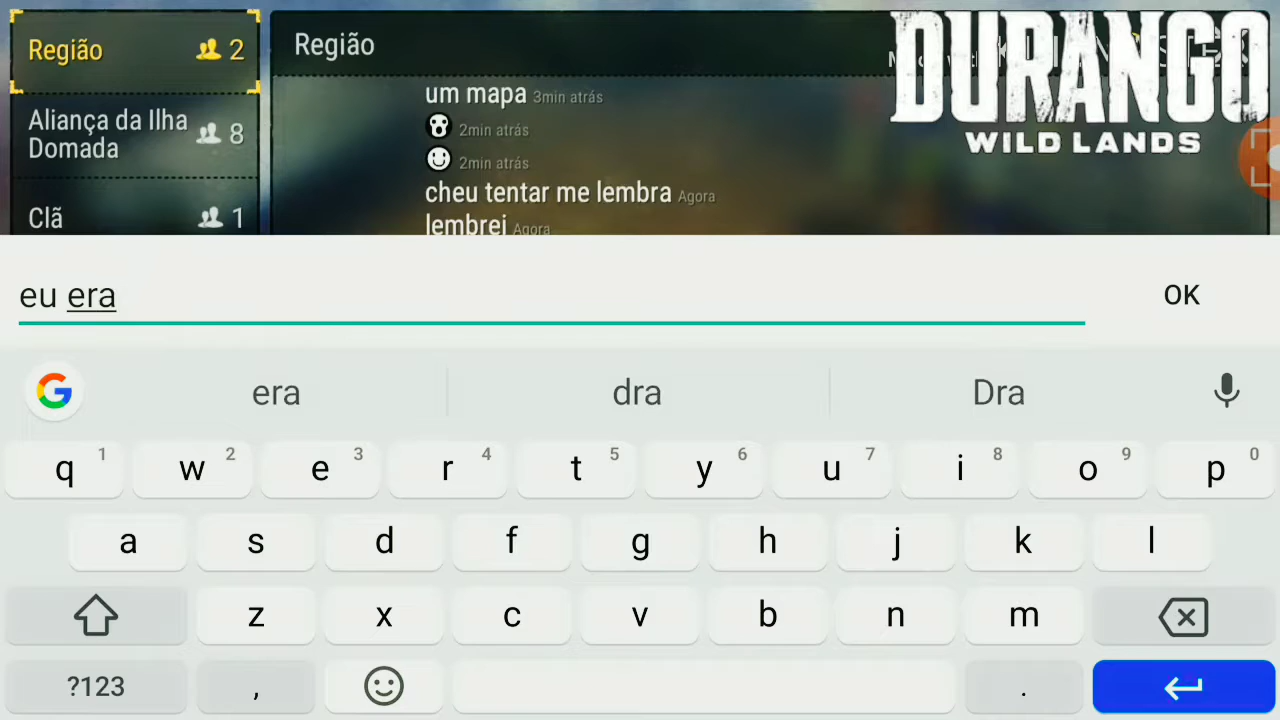 Região 2
Região
DURANGO
WILD LANDS
um mapa 3min atrás
2min atrás
Aliança da Ilha
Domada 8
2min atrás
cheu tentar me lembra Agora
Clã 1
lembrei Agora
eu era
OK
era
dra
Dra
q 1 w 2 e 3 r 4 t 5 y 6 u 7 i 8 o 9 p 0
a s d f g h j k l
z x c v b n m
?123 , .